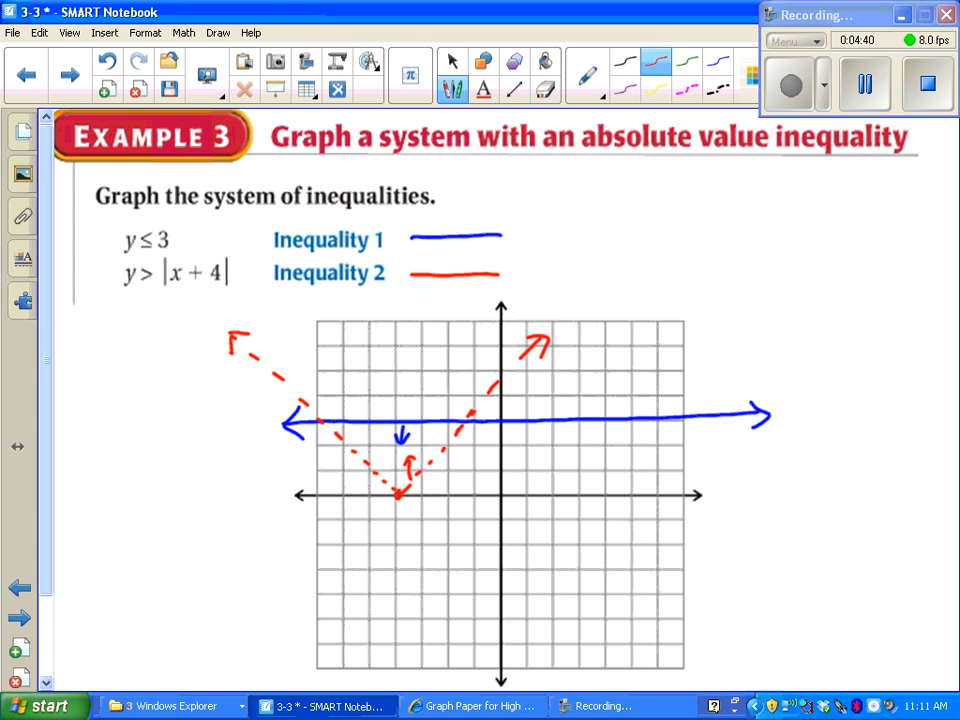 3-3 * - SMART Notebook
Recording...
File Edit View Insert Format Math Draw Help
Menu 00:04:40 8.0 fps
EXAMPLE 3 Graph a system with an absolute value inequality
Graph the system of inequalities.
y ≤ 3 Inequality 1
y > |x + 4| Inequality 2
start 3 Windows Explorer 3-3 * - SMART Noteb... Graph Paper for High ... Recording... 11:11 AM